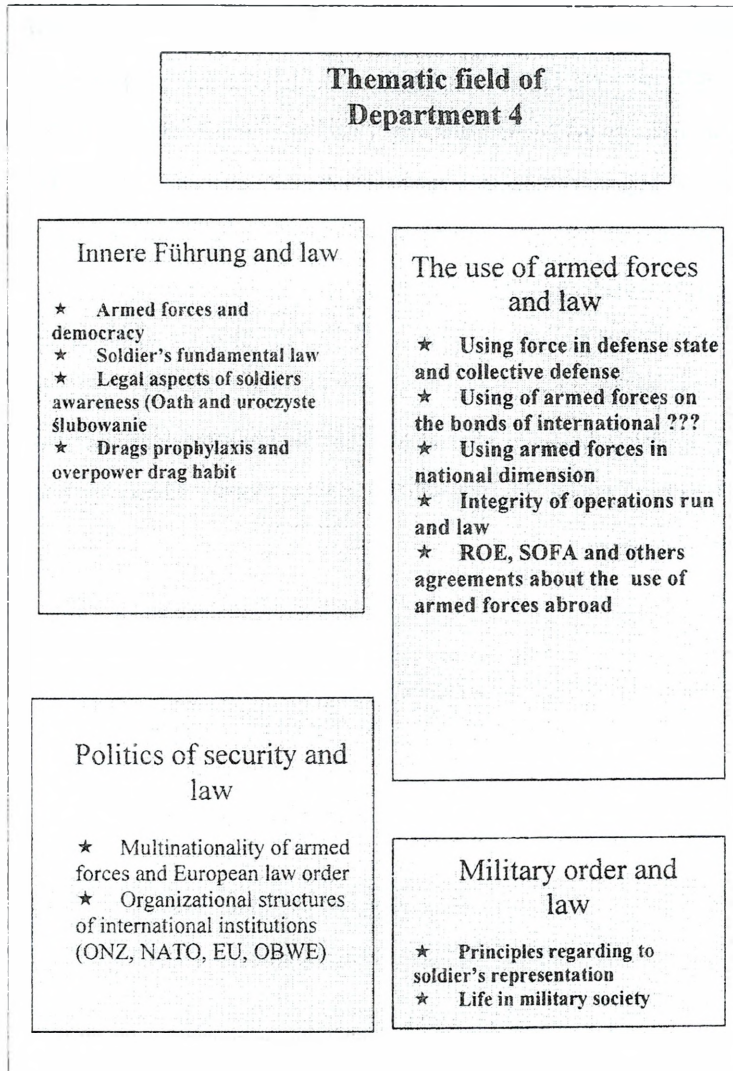 Thematic field of
Department 4
Innere Führung and law
★ Armed forces and
democracy
★ Soldier's fundamental law
★ Legal aspects of soldiers
awareness (Oath and uroczyste
ślubowanie
★ Drags prophylaxis and
overpower drag habit
The use of armed forces
and law
★ Using force in defense state
and collective defense
★ Using of armed forces on
the bonds of international ???
★ Using armed forces in
national dimension
★ Integrity of operations run
and law
★ ROE, SOFA and others
agreements about the use of
armed forces abroad
Politics of security and
law
★ Multinationality of armed
forces and European law order
★ Organizational structures
of international institutions
(ONZ, NATO, EU, OBWE)
Military order and
law
★ Principles regarding to
soldier's representation
★ Life in military society